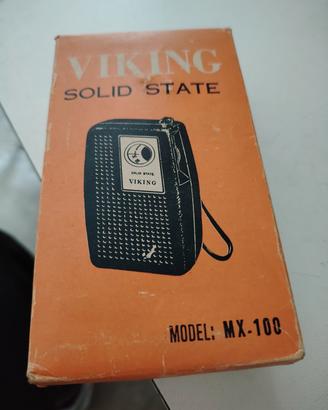 VIKING
SOLID STATE
SOLID STATE
VIKING
MODEL: MX-100